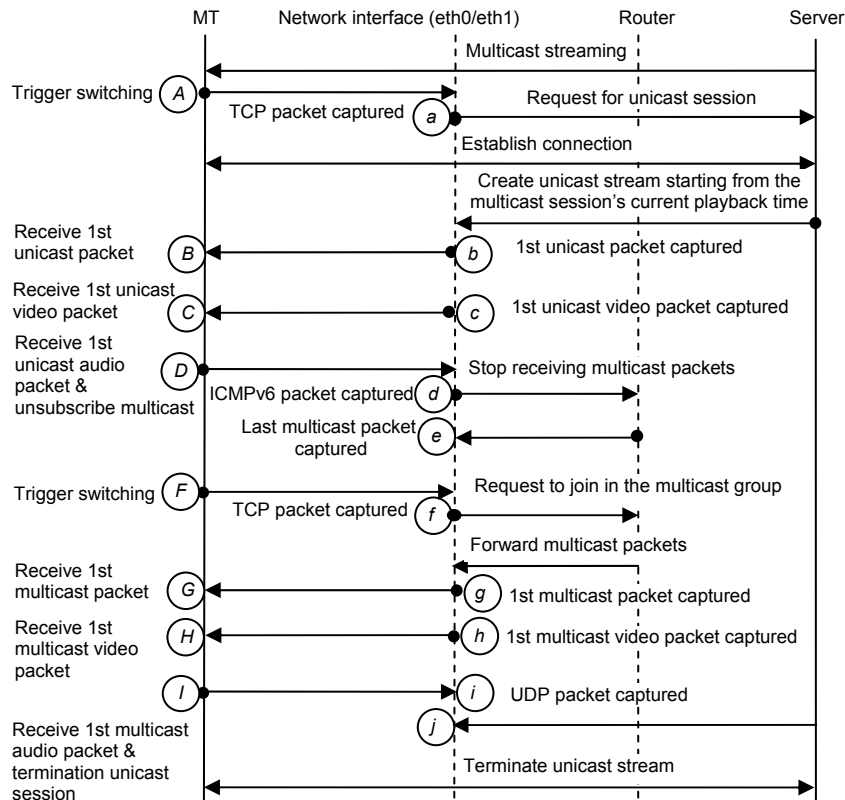 MT
Network interface (eth0/eth1)
Router
Server
Multicast streaming
Trigger switching
A
TCP packet captured
a
Request for unicast session
Establish connection
Create unicast stream starting from the
multicast session's current playback time
Receive 1st
unicast packet
B
b
1st unicast packet captured
Receive 1st unicast
video packet
C
c
1st unicast video packet captured
Receive 1st
unicast audio
packet &
unsubscribe multicast
D
Stop receiving multicast packets
ICMPv6 packet captured
d
Last multicast packet
captured
e
Trigger switching
F
Request to join in the multicast group
TCP packet captured
f
Forward multicast packets
Receive 1st
multicast packet
G
g
1st multicast packet captured
Receive 1st
multicast video
packet
H
h
1st multicast video packet captured
I
i
UDP packet captured
j
Receive 1st multicast
audio packet &
termination unicast
session
Terminate unicast stream